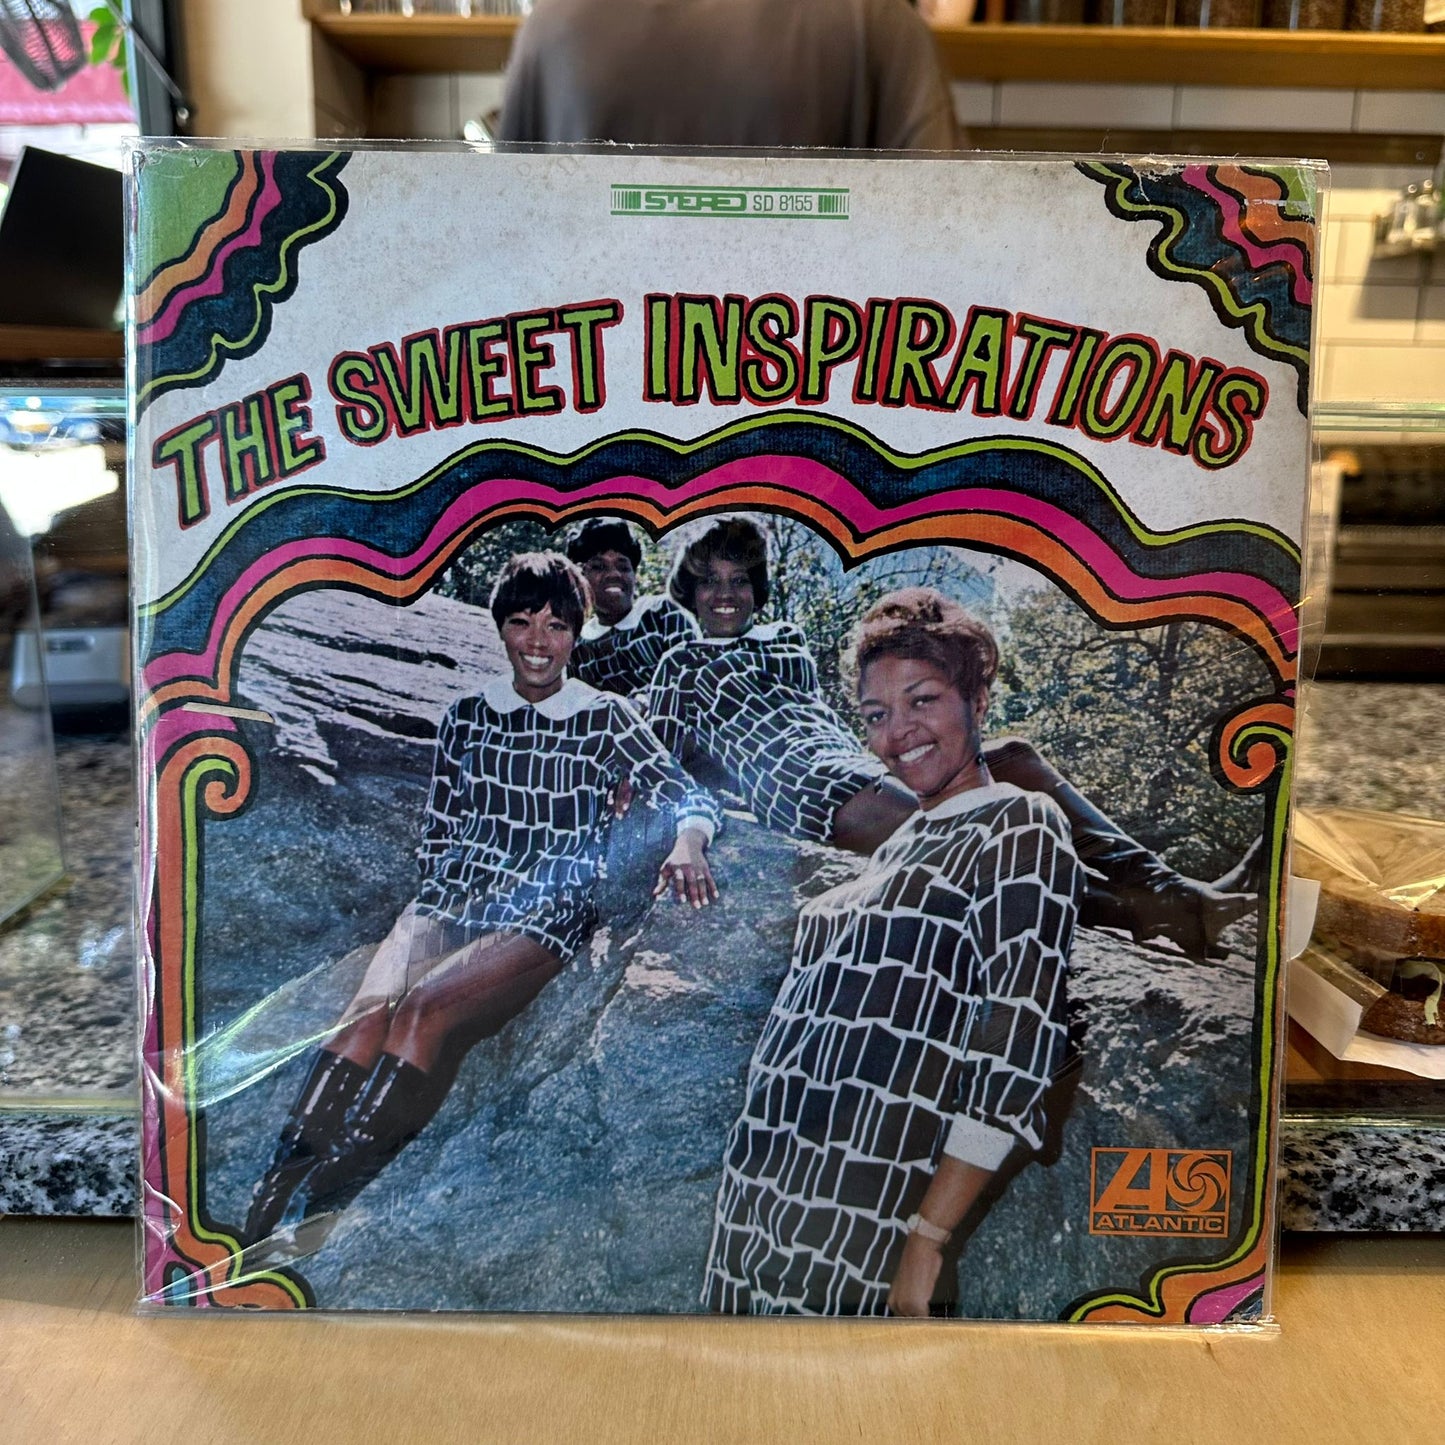 STEREO SD 8155
THE SWEET INSPIRATIONS
ATLANTIC